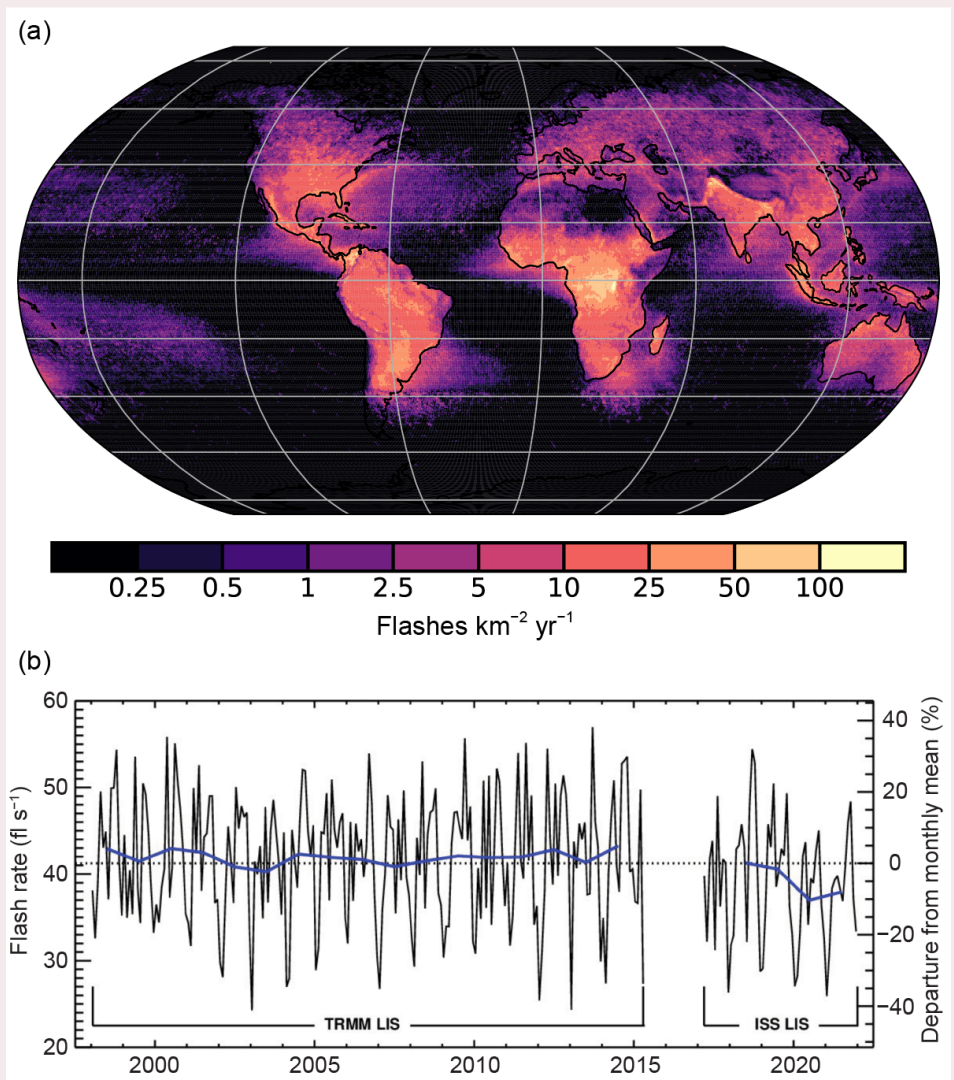 (a)
0.25 0.5 1 2.5 5 10 25 50 100
Flashes km⁻² yr⁻¹
(b)
60
50
40
30
20
Flash rate (fl s⁻¹)
40
20
0
−20
−40
Departure from monthly mean (%)
TRMM LIS ISS LIS
2000 2005 2010 2015 2020